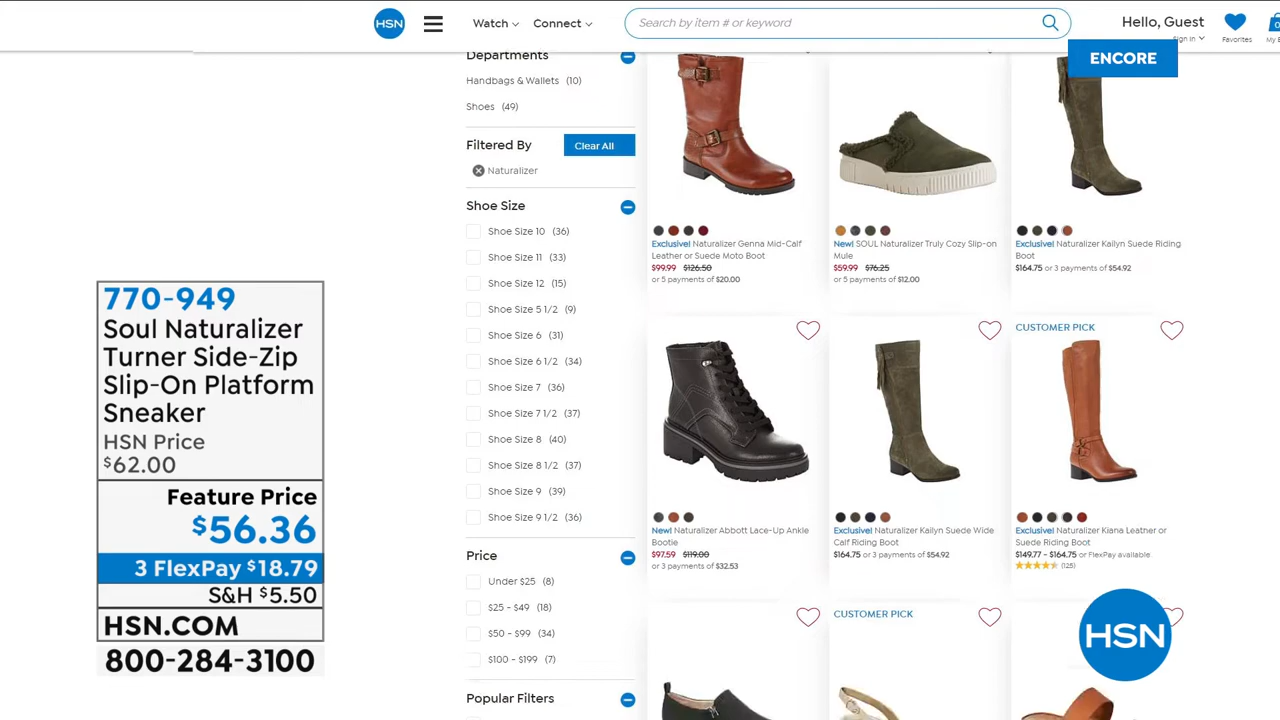 HSN
Watch
Connect
Search by item # or keyword
Hello, Guest
Sign In
Favorites
ENCORE
Departments
Handbags & Wallets (10)
Shoes (49)
Filtered By
Clear All
Naturalizer
Shoe Size
Shoe Size 10 (36)
Shoe Size 11 (33)
Shoe Size 12 (15)
Shoe Size 5 1/2 (9)
Shoe Size 6 (31)
Shoe Size 6 1/2 (34)
Shoe Size 7 (36)
Shoe Size 7 1/2 (37)
Shoe Size 8 (40)
Shoe Size 8 1/2 (37)
Shoe Size 9 (39)
Shoe Size 9 1/2 (36)
Price
Under $25 (8)
$25 - $49 (18)
$50 - $99 (34)
$100 - $199 (7)
Popular Filters
Exclusive! Naturalizer Genna Mid-Calf
Leather or Suede Moto Boot
$99.99 $126.50
or 5 payments of $20.00
New! SOUL Naturalizer Truly Cozy Slip-on
Mule
$59.99 $76.25
or 5 payments of $12.00
Exclusive! Naturalizer Kailyn Suede Riding
Boot
$164.75 or 3 payments of $54.92
New! Naturalizer Abbott Lace-Up Ankle
Bootie
$97.59 $119.00
or 3 payments of $32.53
Exclusive! Naturalizer Kailyn Suede Wide
Calf Riding Boot
$164.75 or 3 payments of $54.92
CUSTOMER PICK
Exclusive! Naturalizer Kiana Leather or
Suede Riding Boot
$149.77 - $164.75 or FlexPay available
(125)
CUSTOMER PICK
HSN
770-949
Soul Naturalizer
Turner Side-Zip
Slip-On Platform
Sneaker
HSN Price
$62.00
Feature Price
$56.36
3 FlexPay $18.79
S&H $5.50
HSN.COM
800-284-3100